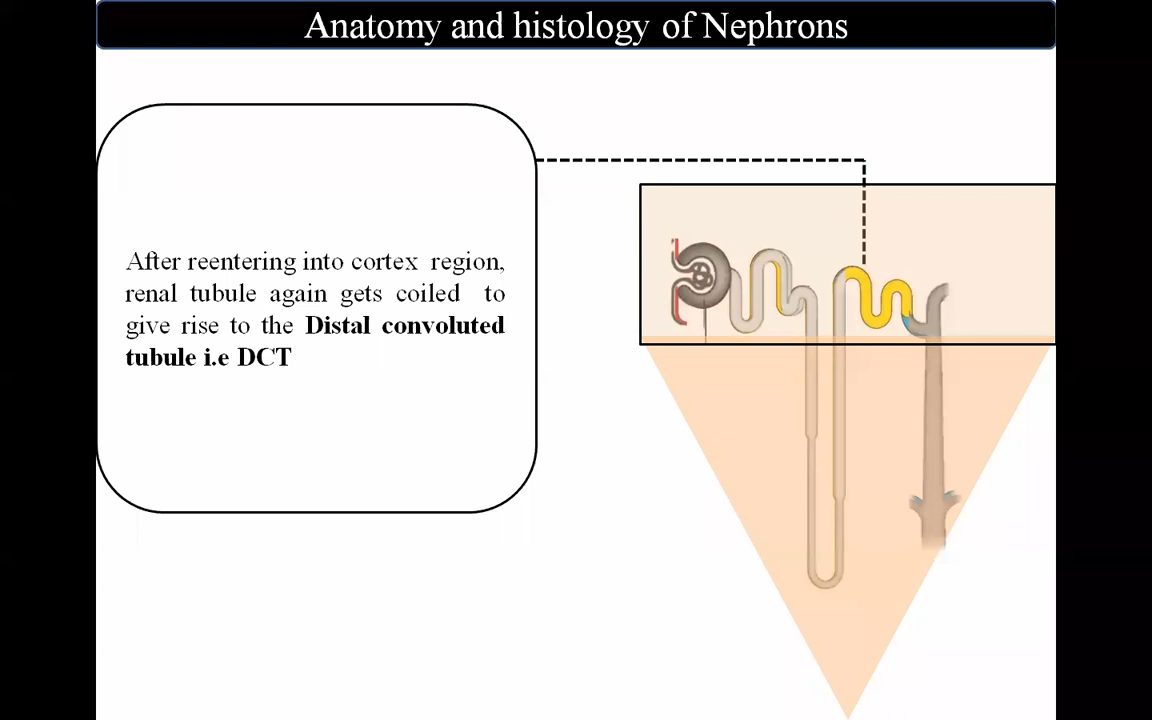 Anatomy and histology of Nephrons
After reentering into cortex region,
renal tubule again gets coiled to
give rise to the Distal convoluted
tubule i.e DCT